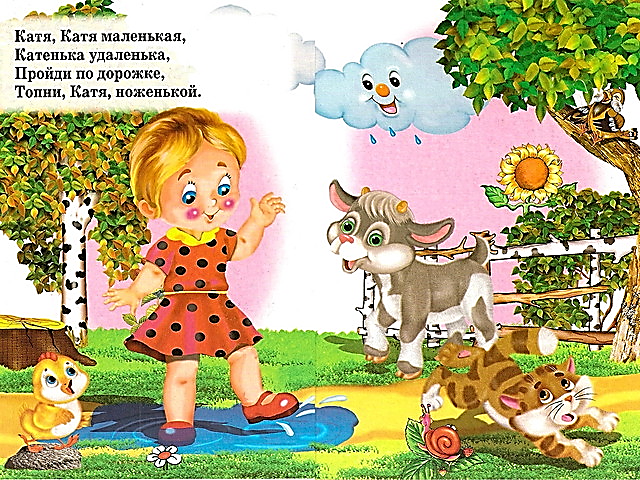 Катя, Катя маленькая,
Катенька удаленька,
Пройди по дорожке,
Топни, Катя, ноженькой.